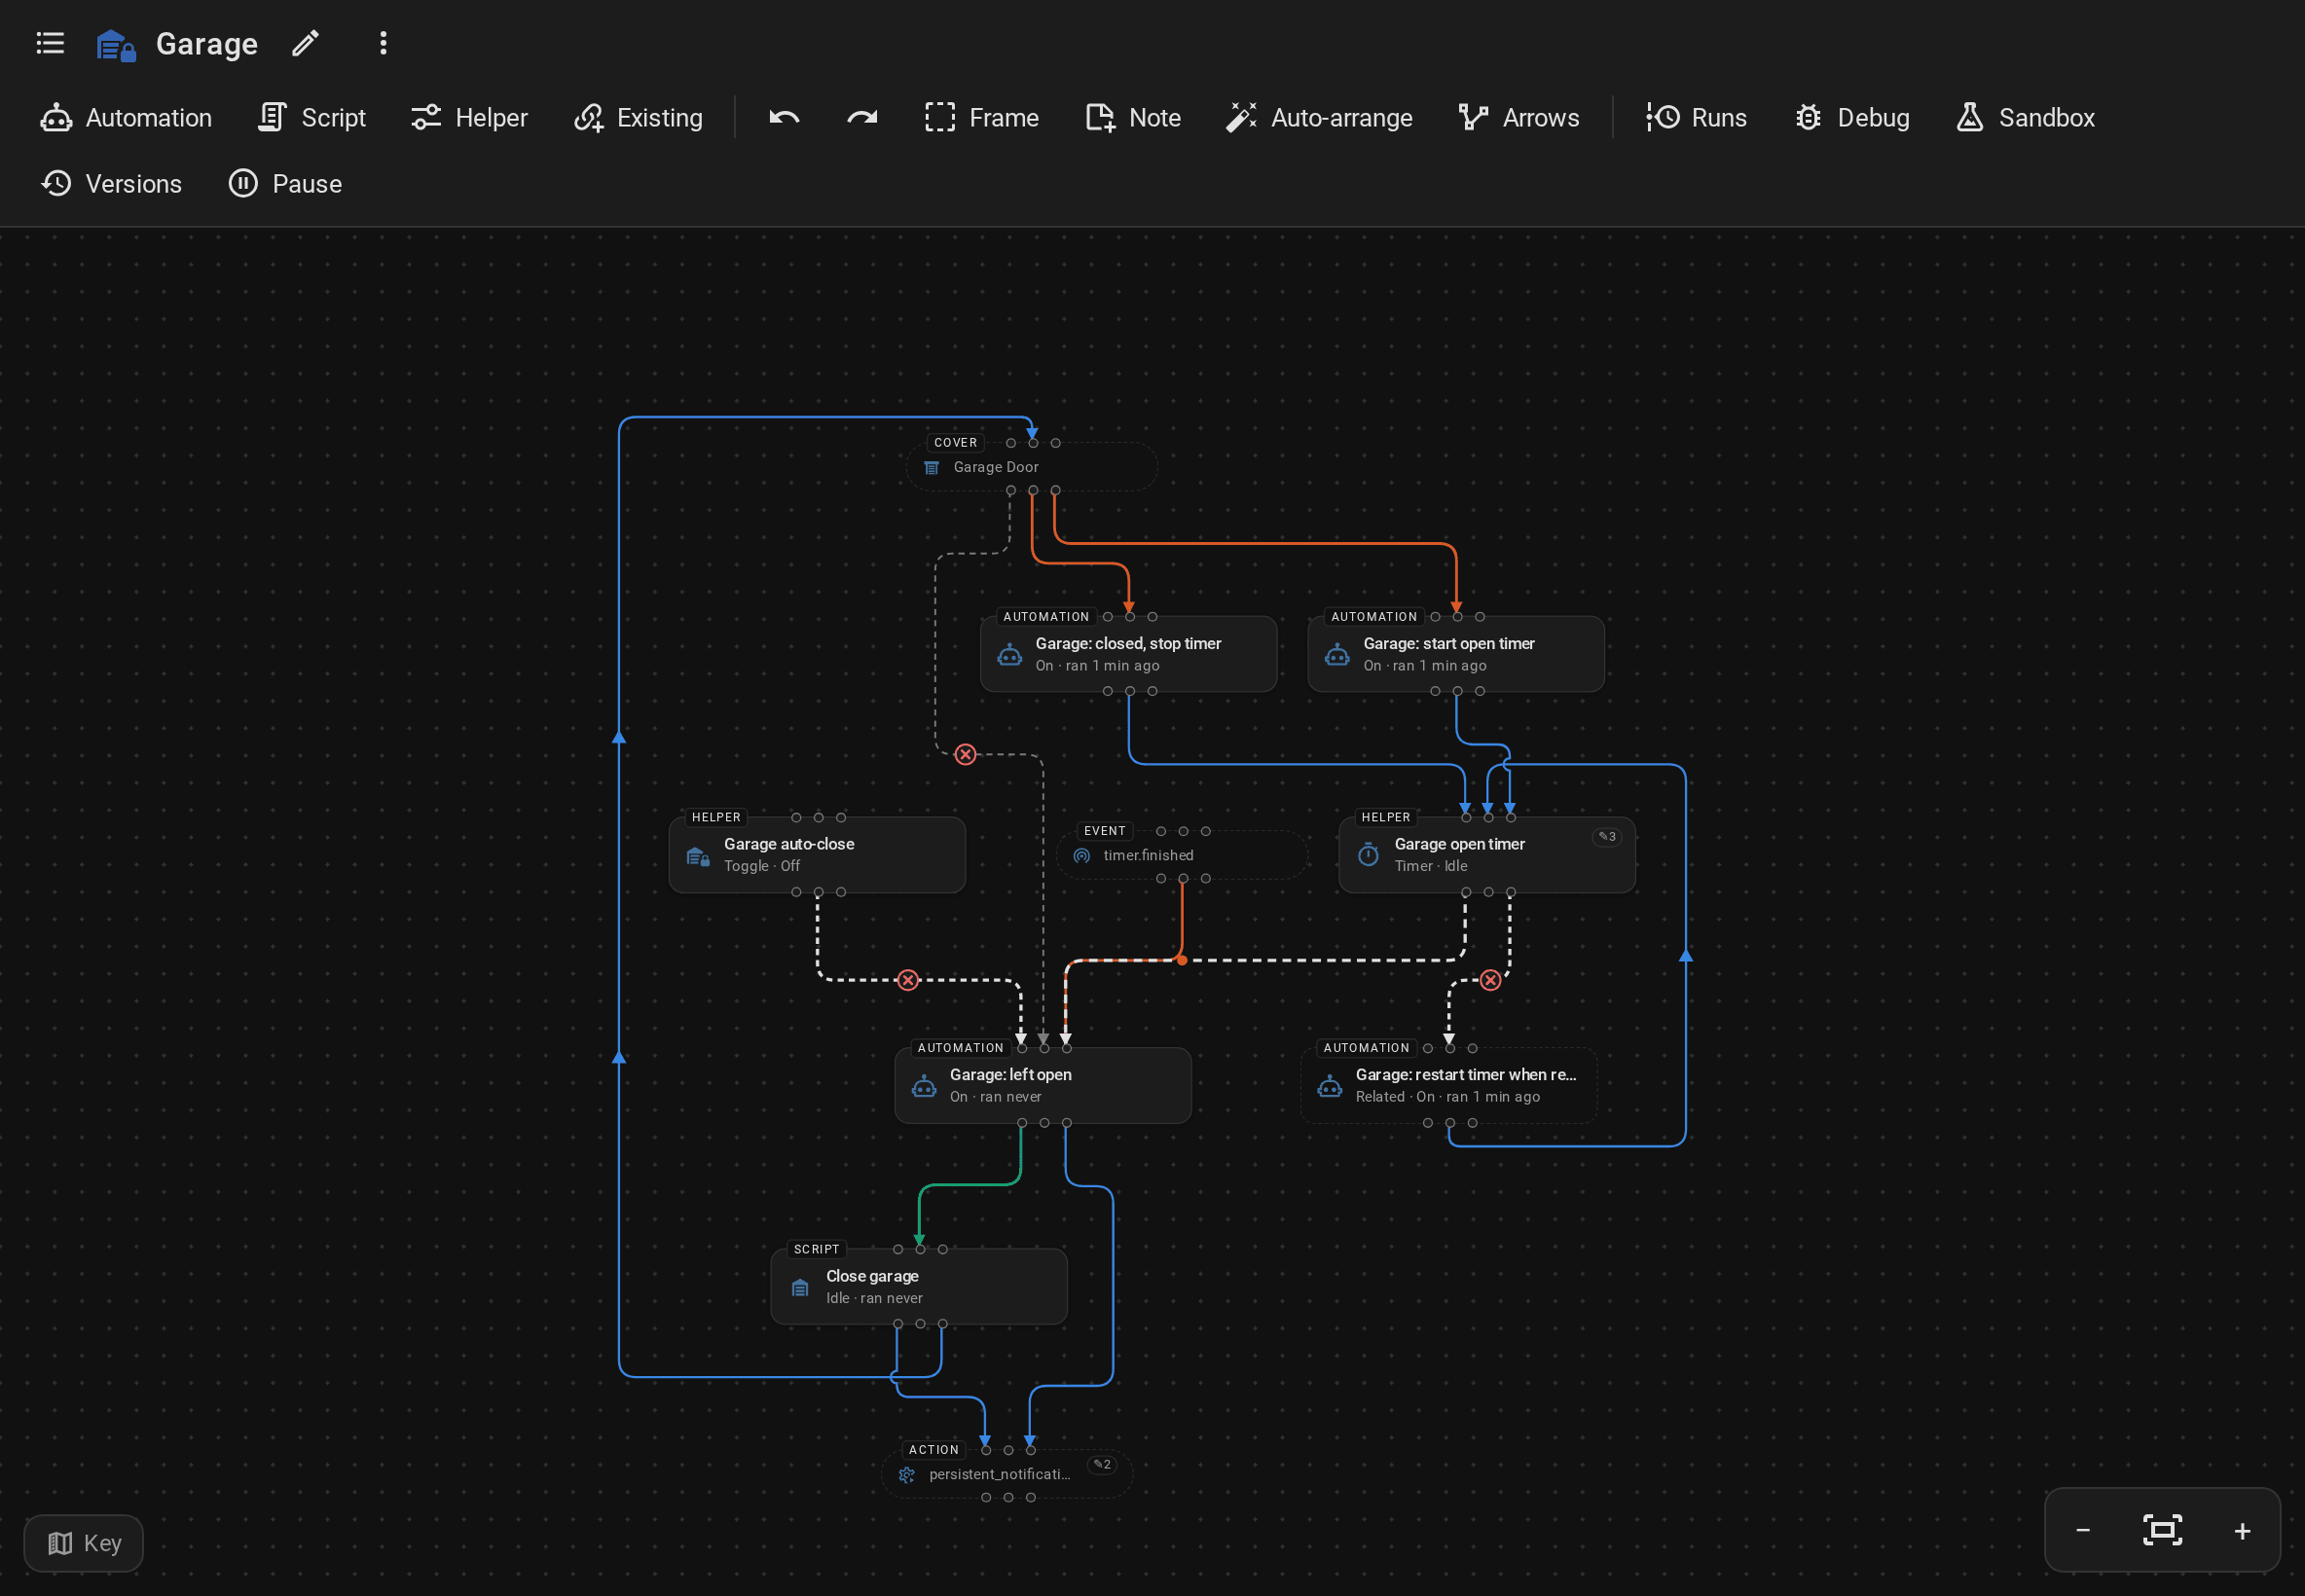 Garage
Automation
Script
Helper
Existing
Frame
Note
Auto-arrange
Arrows
Runs
Debug
Sandbox
Versions
Pause
COVER
Garage Door
AUTOMATION
Garage: closed, stop timer
On · ran 1 min ago
AUTOMATION
Garage: start open timer
On · ran 1 min ago
HELPER
Garage auto-close
Toggle · Off
EVENT
timer.finished
HELPER
Garage open timer
Timer · Idle
✎3
AUTOMATION
Garage: left open
On · ran never
AUTOMATION
Garage: restart timer when re...
Related · On · ran 1 min ago
SCRIPT
Close garage
Idle · ran never
ACTION
persistent_notificati...
✎2
Key